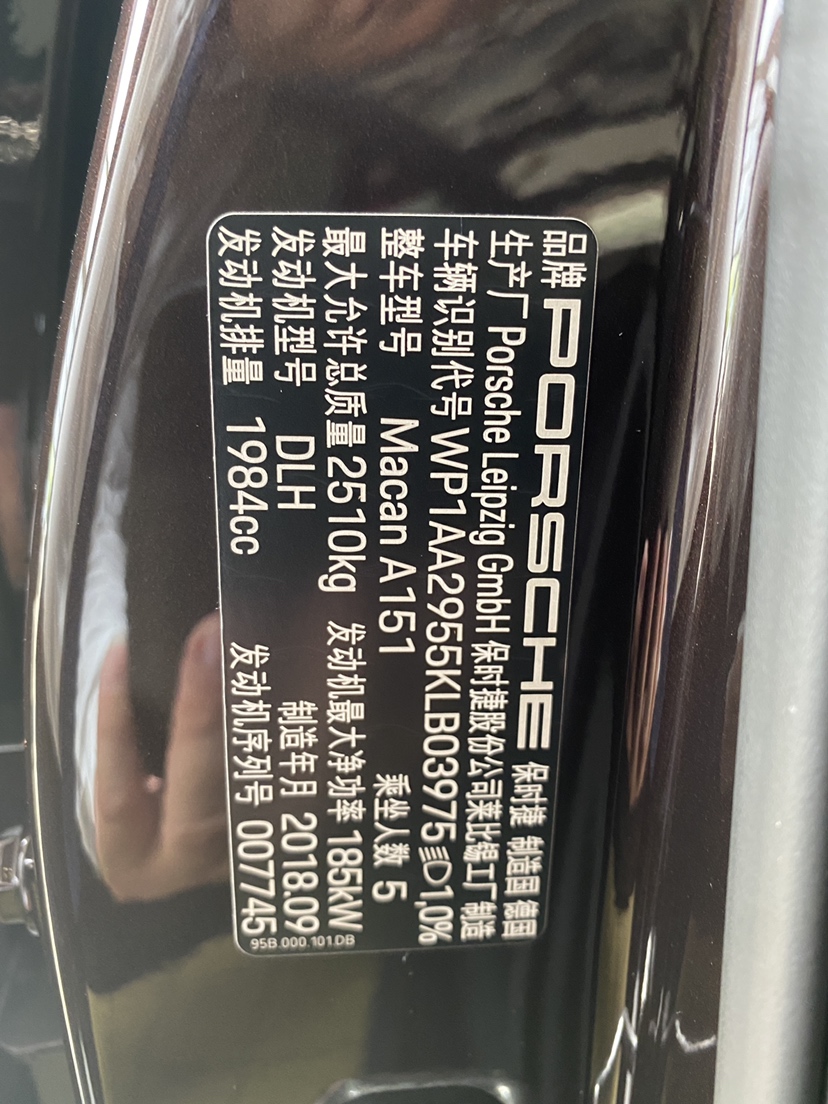 品牌 PORSCHE 保时捷 制造国 德国
生产厂 Porsche Leipzig GmbH 保时捷股份公司莱比锡工厂 制造
车辆识别代号 WP1AA2955KLB03975 1,0%
整车型号 Macan A151 乘坐人数 5
最大允许总质量 2510kg 发动机最大净功率 185kW
发动机型号 DLH 制造年月 2018.09
发动机排量 1984cc 发动机序列号 007745
95B.000.101.DB